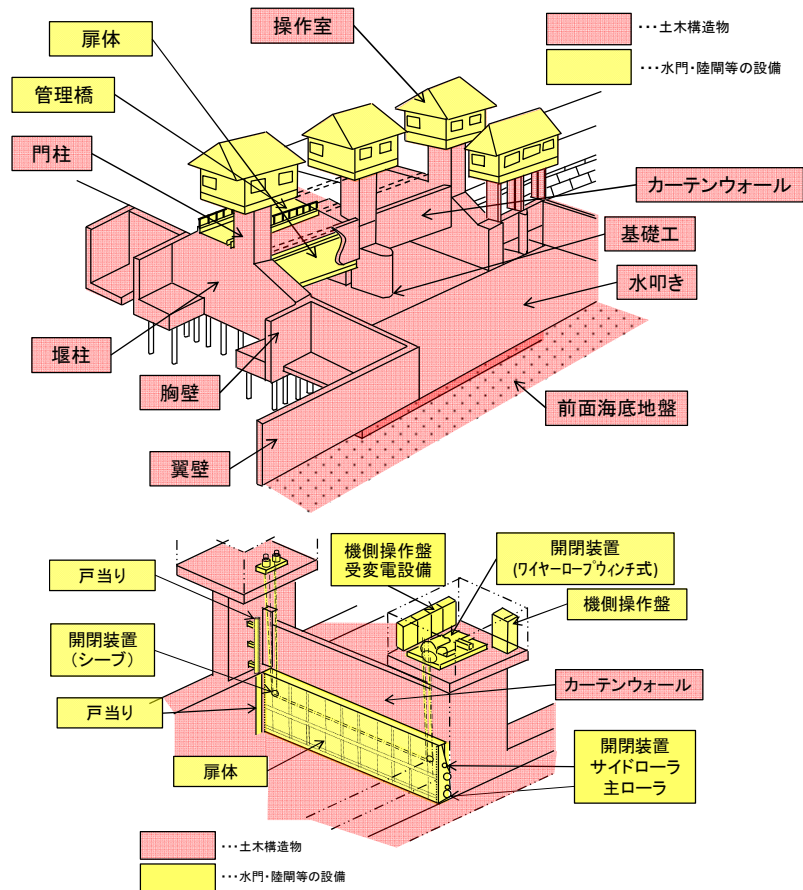 扉体
操作室
･･･土木構造物
･･･水門・陸閘等の設備
管理橋
門柱
カーテンウォール
基礎工
水叩き
堰柱
胸壁
前面海底地盤
翼壁
戸当り
機側操作盤
受変電設備
開閉装置
(ワイヤーロープウィンチ式)
機側操作盤
開閉装置
(シーブ)
カーテンウォール
戸当り
扉体
開閉装置
サイドローラ
主ローラ
･･･土木構造物
･･･水門・陸閘等の設備